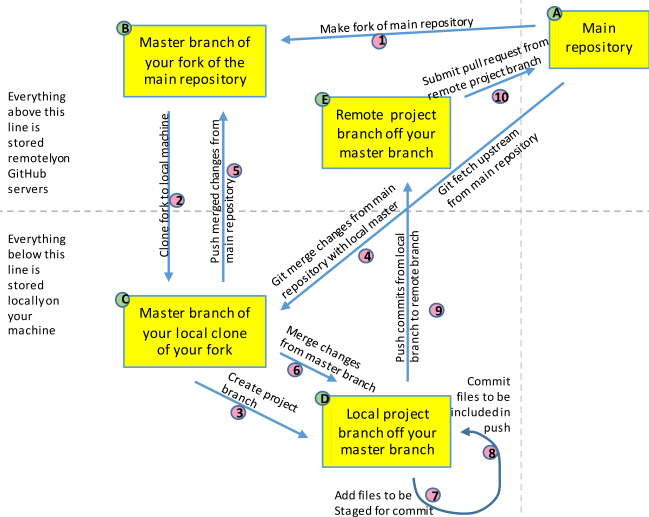 A
Main
repository
B
Master branch of
your fork of the
main repository
Make fork of main repository
1
Submit pull request from
remote project branch
10
E
Remote  project
branch off your
master branch
Everything
above this
line is
stored
remotely on
GitHub
servers
Clone fork to local machine
2
Push merged changes from
main repository
5
Git fetch upstream
from main repository
Git merge changes from main
repository with local master
4
Everything
below this
line is
stored
locally on
your
machine
Push commits from local
branch to remote branch
9
C
Master branch of
your local clone
of your fork
Merge changes
from master branch
6
Create project
branch
3
D
Local project
branch off your
master branch
Commit
files to be
included in
push
8
7
Add files to be
Staged for commit